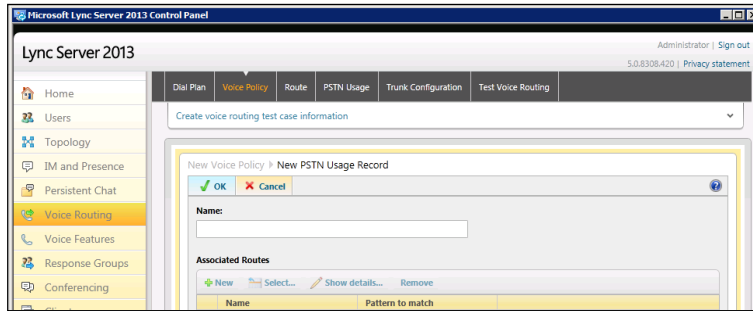 Microsoft Lync Server 2013 Control Panel
Lync Server 2013
Administrator | Sign out
5.0.8308.420 | Privacy statement
Home
Users
Topology
IM and Presence
Persistent Chat
Voice Routing
Voice Features
Response Groups
Conferencing
Dial Plan Voice Policy Route PSTN Usage Trunk Configuration Test Voice Routing
Create voice routing test case information
New Voice Policy New PSTN Usage Record
OK Cancel
Name:
Associated Routes
New Select... Show details... Remove
Name Pattern to match